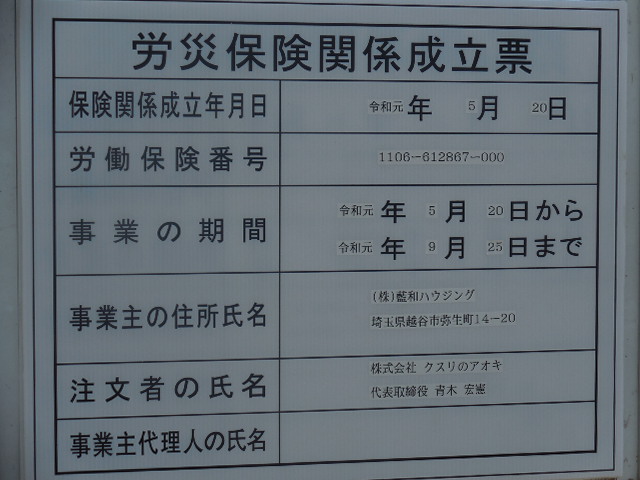 労災保険関係成立票
保険関係成立年月日 令和元 年 5 月 20 日
労働保険番号 1106-612867-000
事業の期間 令和元 年 5 月 20 日から
令和元 年 9 月 25 日まで
事業主の住所氏名 (株)藍和ハウジング
埼玉県越谷市弥生町14-20
注文者の氏名 株式会社 クスリのアオキ
代表取締役 青木 宏憲
事業主代理人の氏名